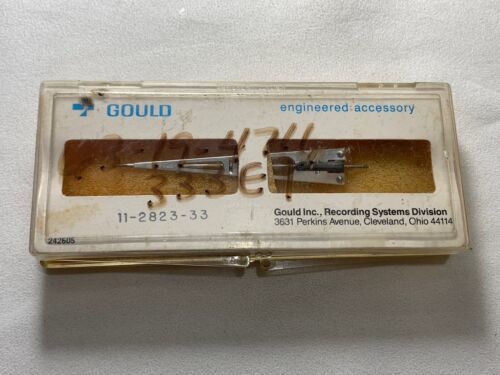 GOULD
engineered accessory
11-2823-33
Gould Inc., Recording Systems Division
3631 Perkins Avenue, Cleveland, Ohio 44114
242605